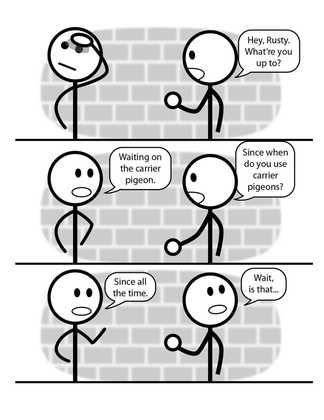 Hey, Rusty.
What're you
up to?
Waiting on
the carrier
pigeon.
Since when
do you use
carrier
pigeons?
Since all
the time.
Wait,
is that...